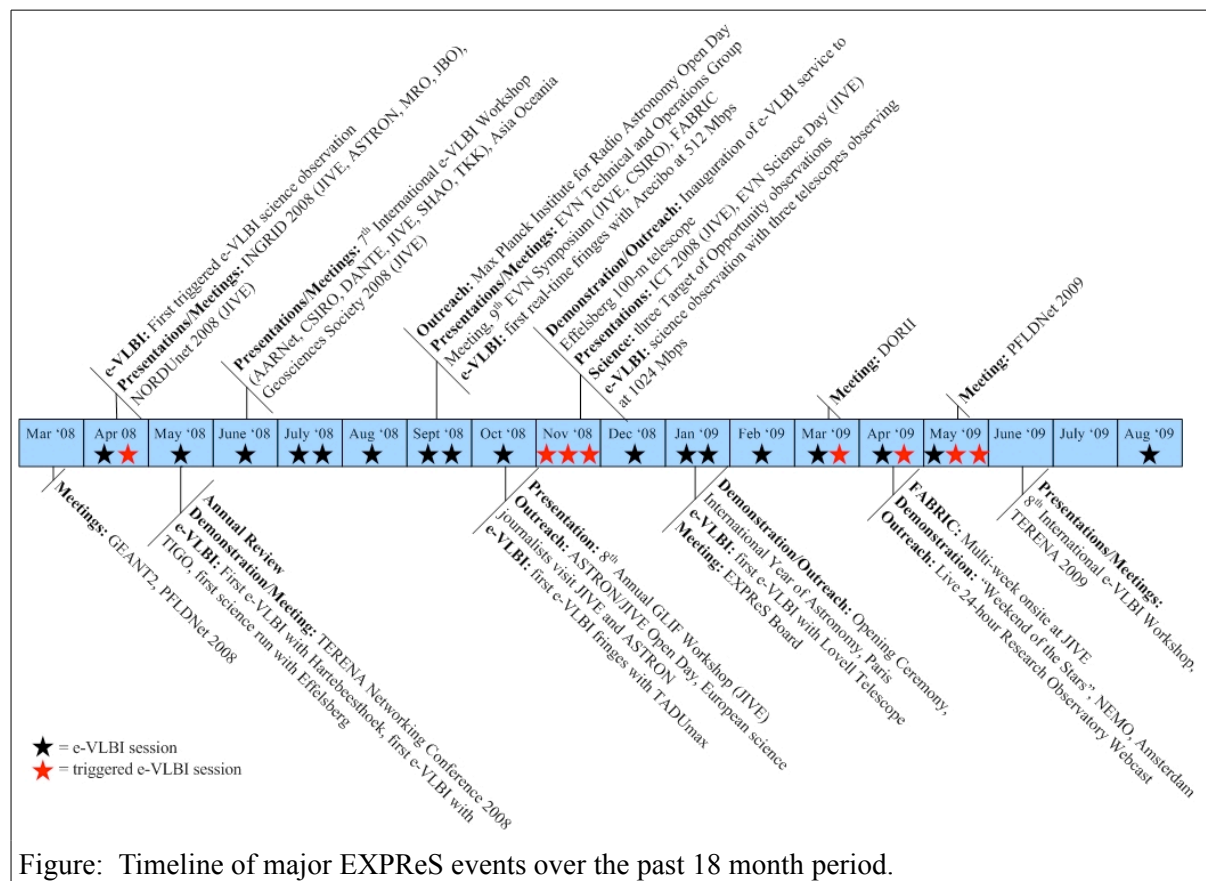 e-VLBI: First triggered e-VLBI science observation
Presentations/Meetings: INGRID 2008 (JIVE, ASTRON, MRO, JBO),
NORDUnet 2008 (JIVE)
Presentations/Meetings: 7th International e-VLBI Workshop
(AARNet, CSIRO, DANTE, JIVE, SHAO, TKK), Asia Oceania
Geosciences Society 2008 (JIVE)
Outreach: Max Planck Institute for Radio Astronomy Open Day
Presentations/Meetings: EVN Technical and Operations Group
Meeting, 9th EVN Symposium (JIVE, CSIRO), FABRIC
e-VLBI: first real-time fringes with Arecibo at 512 Mbps
Demonstration/Outreach: Inauguration of e-VLBI service to
Effelsberg 100-m telescope
Presentations: ICT 2008 (JIVE), EVN Science Day (JIVE)
Science: three Target of Opportunity observations
e-VLBI: science observation with three telescopes observing
at 1024 Mbps
Meeting: DORII
Meeting: PFLDNet 2009
Mar ‘08 Apr 08 May ‘08 June ‘08 July ‘08 Aug ‘08 Sept ‘08 Oct ‘08 Nov ‘08 Dec ‘08 Jan ‘09 Feb ‘09 Mar ‘09 Apr ‘09 May ‘09 June ‘09 July ‘09 Aug ‘09
Meetings: GEANT2, PFLDNet 2008
Annual Review
Demonstration/Meeting: TERENA Networking Conference 2008
e-VLBI: First e-VLBI with Hartebeesthoek, first e-VLBI with
TIGO, first science run with Effelsberg
Presentation: 8th Annual GLIF Workshop (JIVE)
Outreach: ASTRON/JIVE Open Day, European science
journalists visit JIVE and ASTRON
e-VLBI: first e-VLBI fringes with TADUmax
Demonstration/Outreach: Opening Ceremony,
International Year of Astronomy, Paris
e-VLBI: first e-VLBI with Lovell Telescope
Meeting: EXPReS Board
FABRIC: Multi-week onsite at JIVE
Demonstration: “Weekend of the Stars”, NEMO, Amsterdam
Outreach: Live 24-hour Research Observatory Webcast
Presentations/Meetings:
8th International e-VLBI Workshop,
TERENA 2009
= e-VLBI session
= triggered e-VLBI session
Figure: Timeline of major EXPReS events over the past 18 month period.